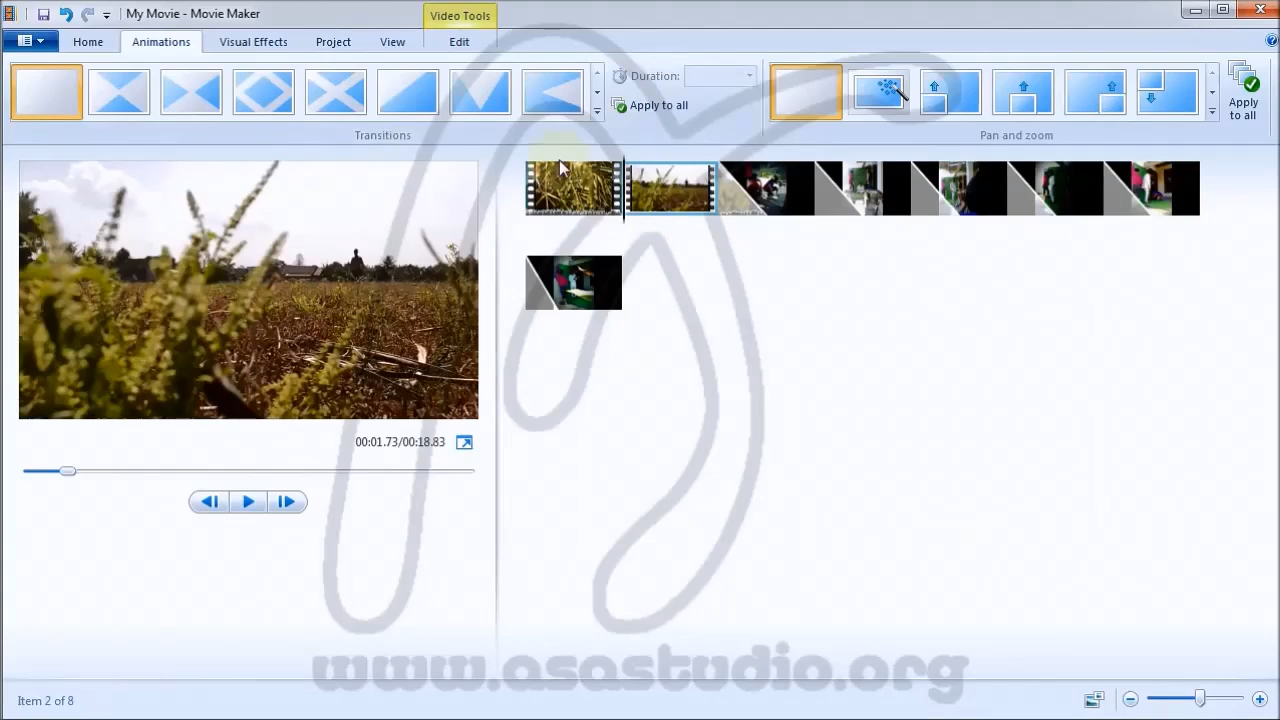 My Movie - Movie Maker
Video Tools
Home
Animations
Visual Effects
Project
View
Edit
Duration:
Apply to all
Transitions
Pan and zoom
Apply
to all
00:01.73/00:18.83
www.asastudio.org
Item 2 of 8